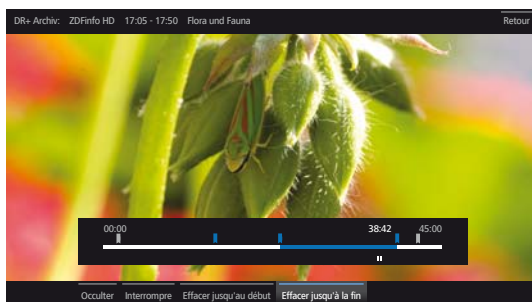 DR+ Archiv: ZDFinfo HD 17:05 - 17:50 Flora und Fauna Retour
00:00 38:42 45:00
Occulter Interrompre Effacer jusqu'au début Effacer jusqu'à la fin